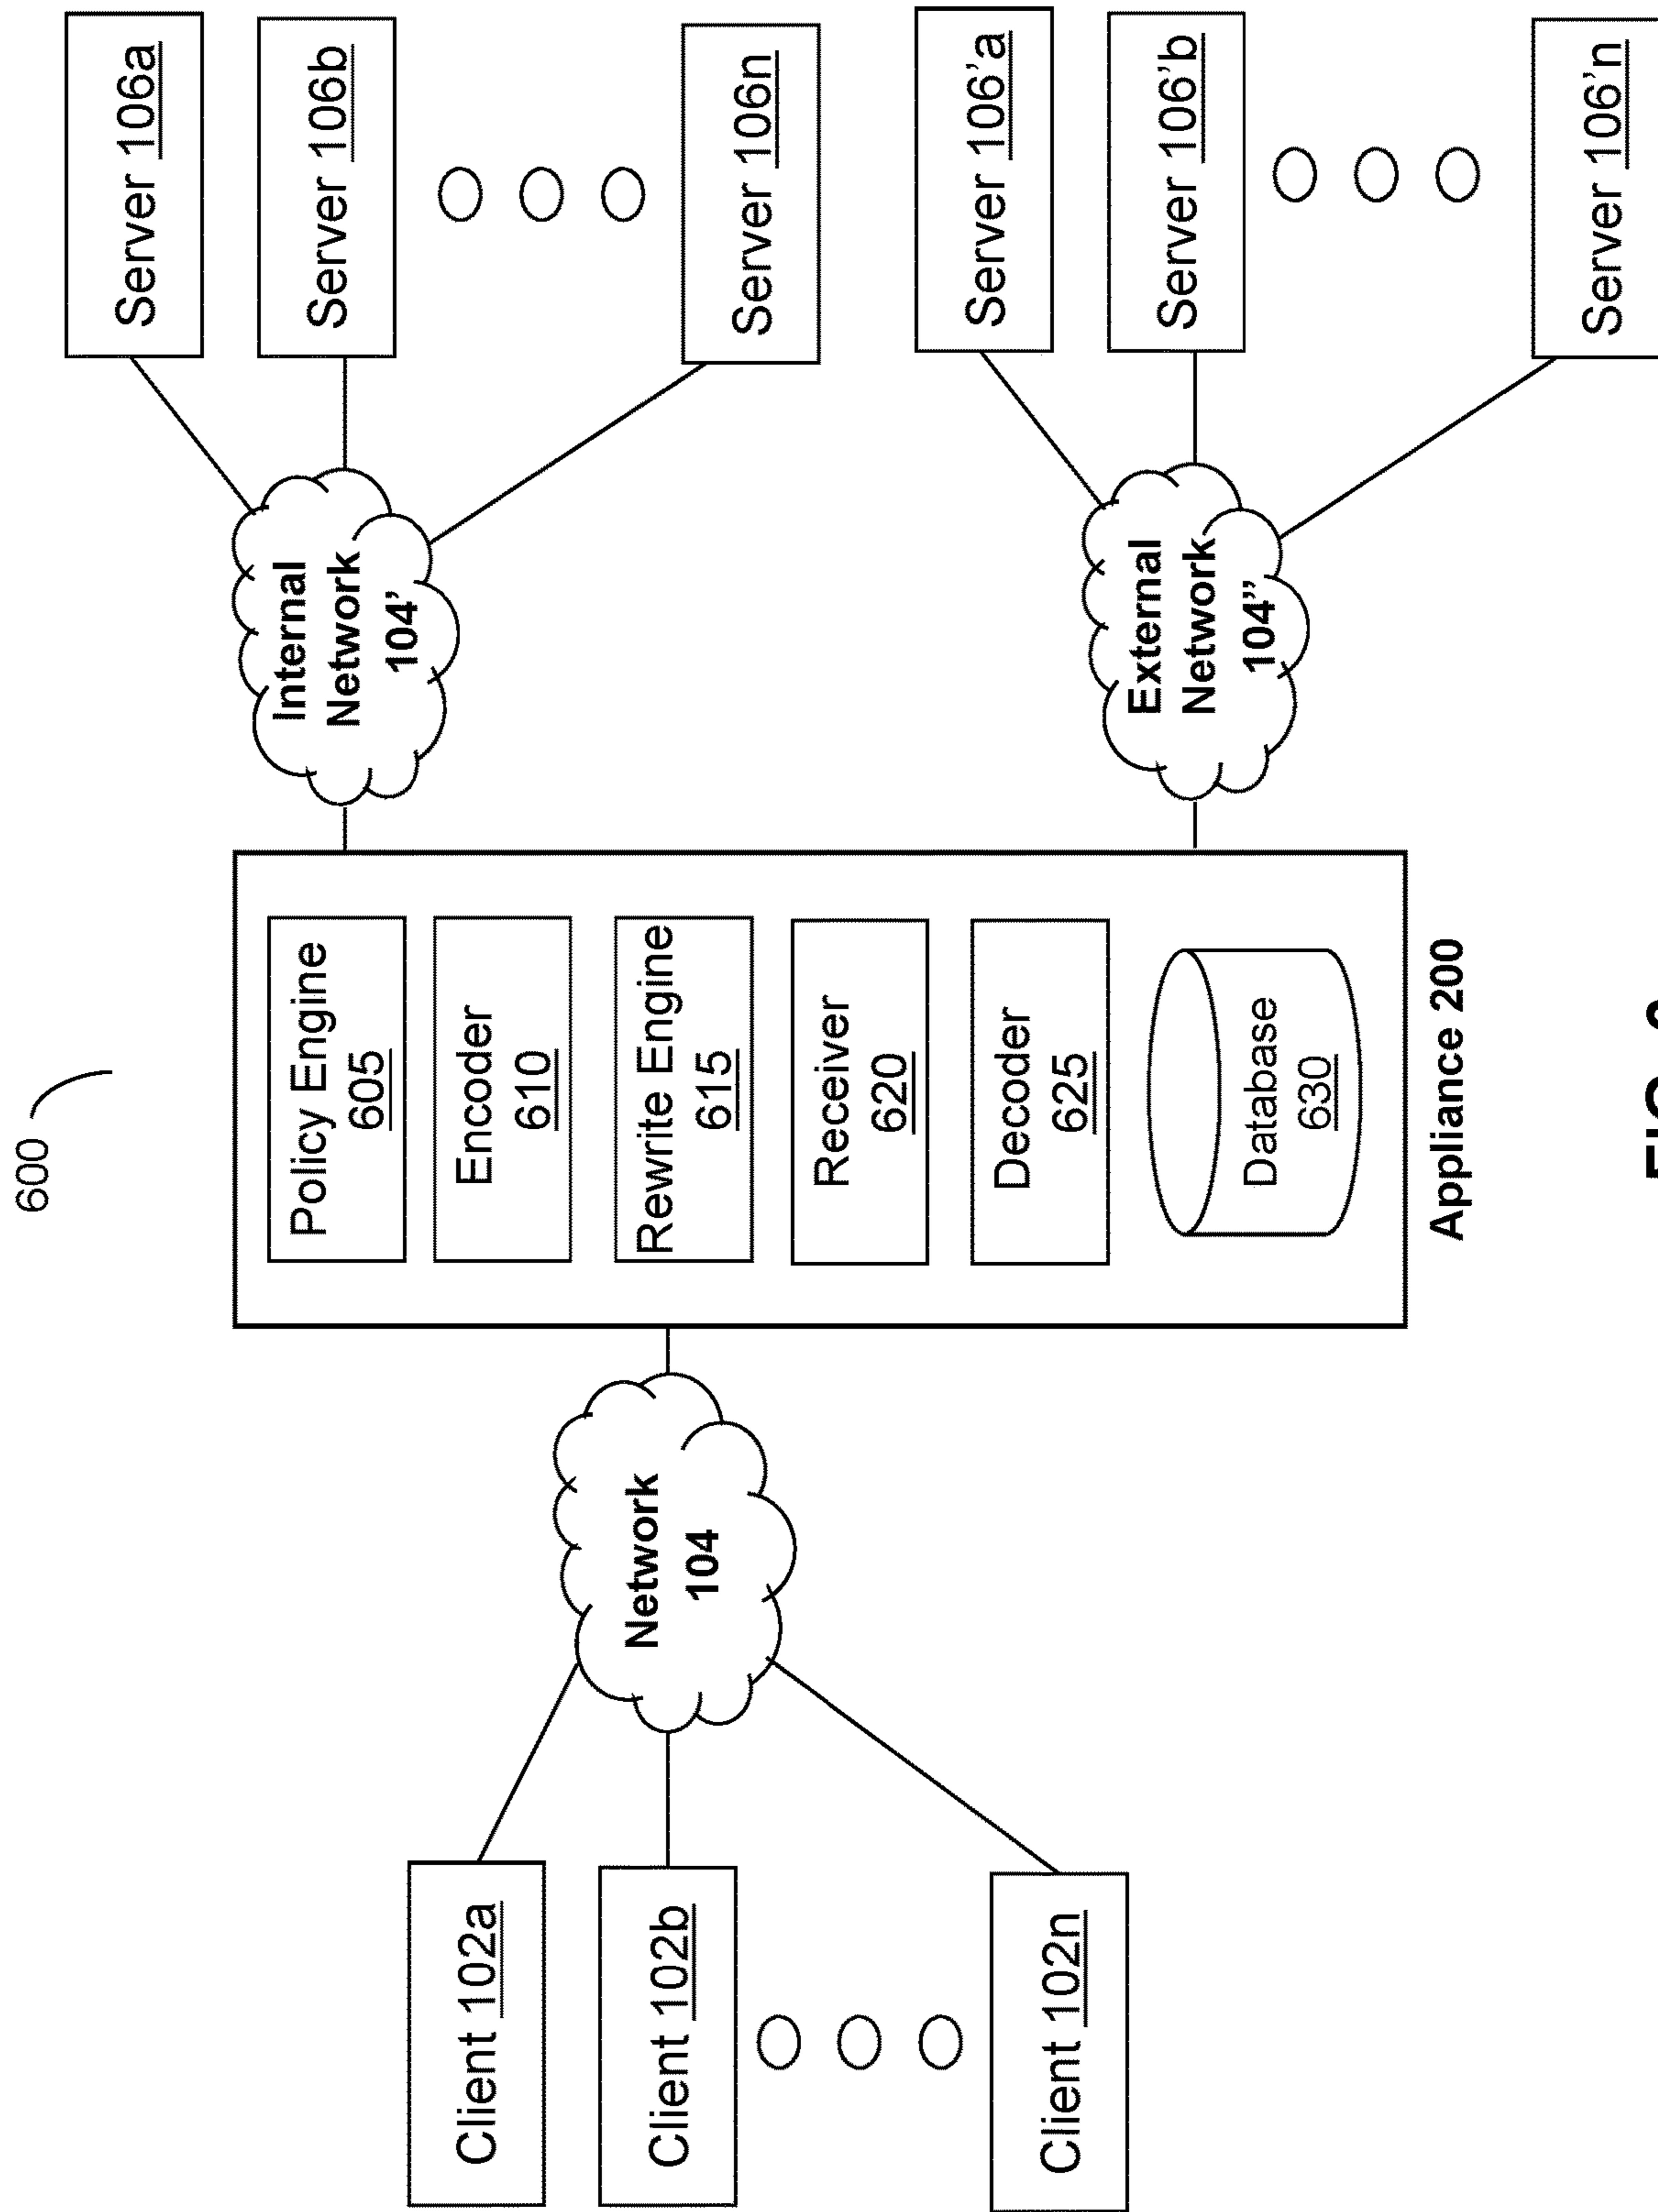 600
Client 102a
Client 102b
Client 102n
Network
104
Policy Engine
605
Encoder
610
Rewrite Engine
615
Receiver
620
Decoder
625
Database
630
Appliance 200
Internal
Network
104'
External
Network
104"
Server 106a
Server 106b
Server 106n
Server 106'a
Server 106'b
Server 106'n
FIG.